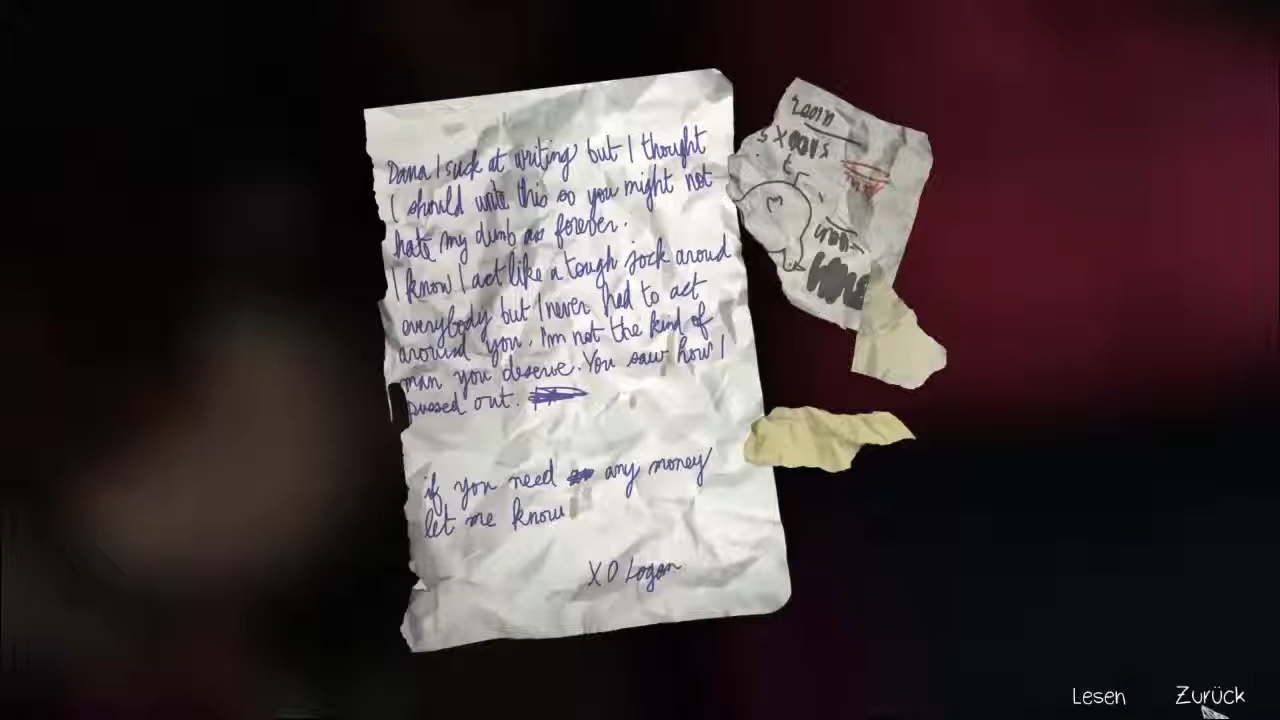 Dana I suck at writing but I thought
I should write this so you might not
hate my dumb ass forever.
I know I act like a tough jock aroud
everybody but I never had to act
around you. I'm not the kind of
man you deserve. You saw how I
pussed out.
if you need any money
let me know
XO Logan
Lesen
Zurück